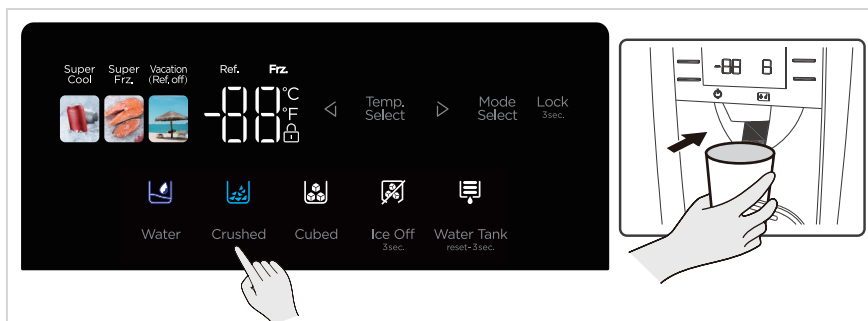 Super Cool
Super Frz.
Vacation (Ref. off)
Ref.
Frz.
-88
°C
°F
Temp. Select
Mode Select
Lock
3sec.
Water
Crushed
Cubed
Ice Off
3sec.
Water Tank
reset-3sec.
-88 8